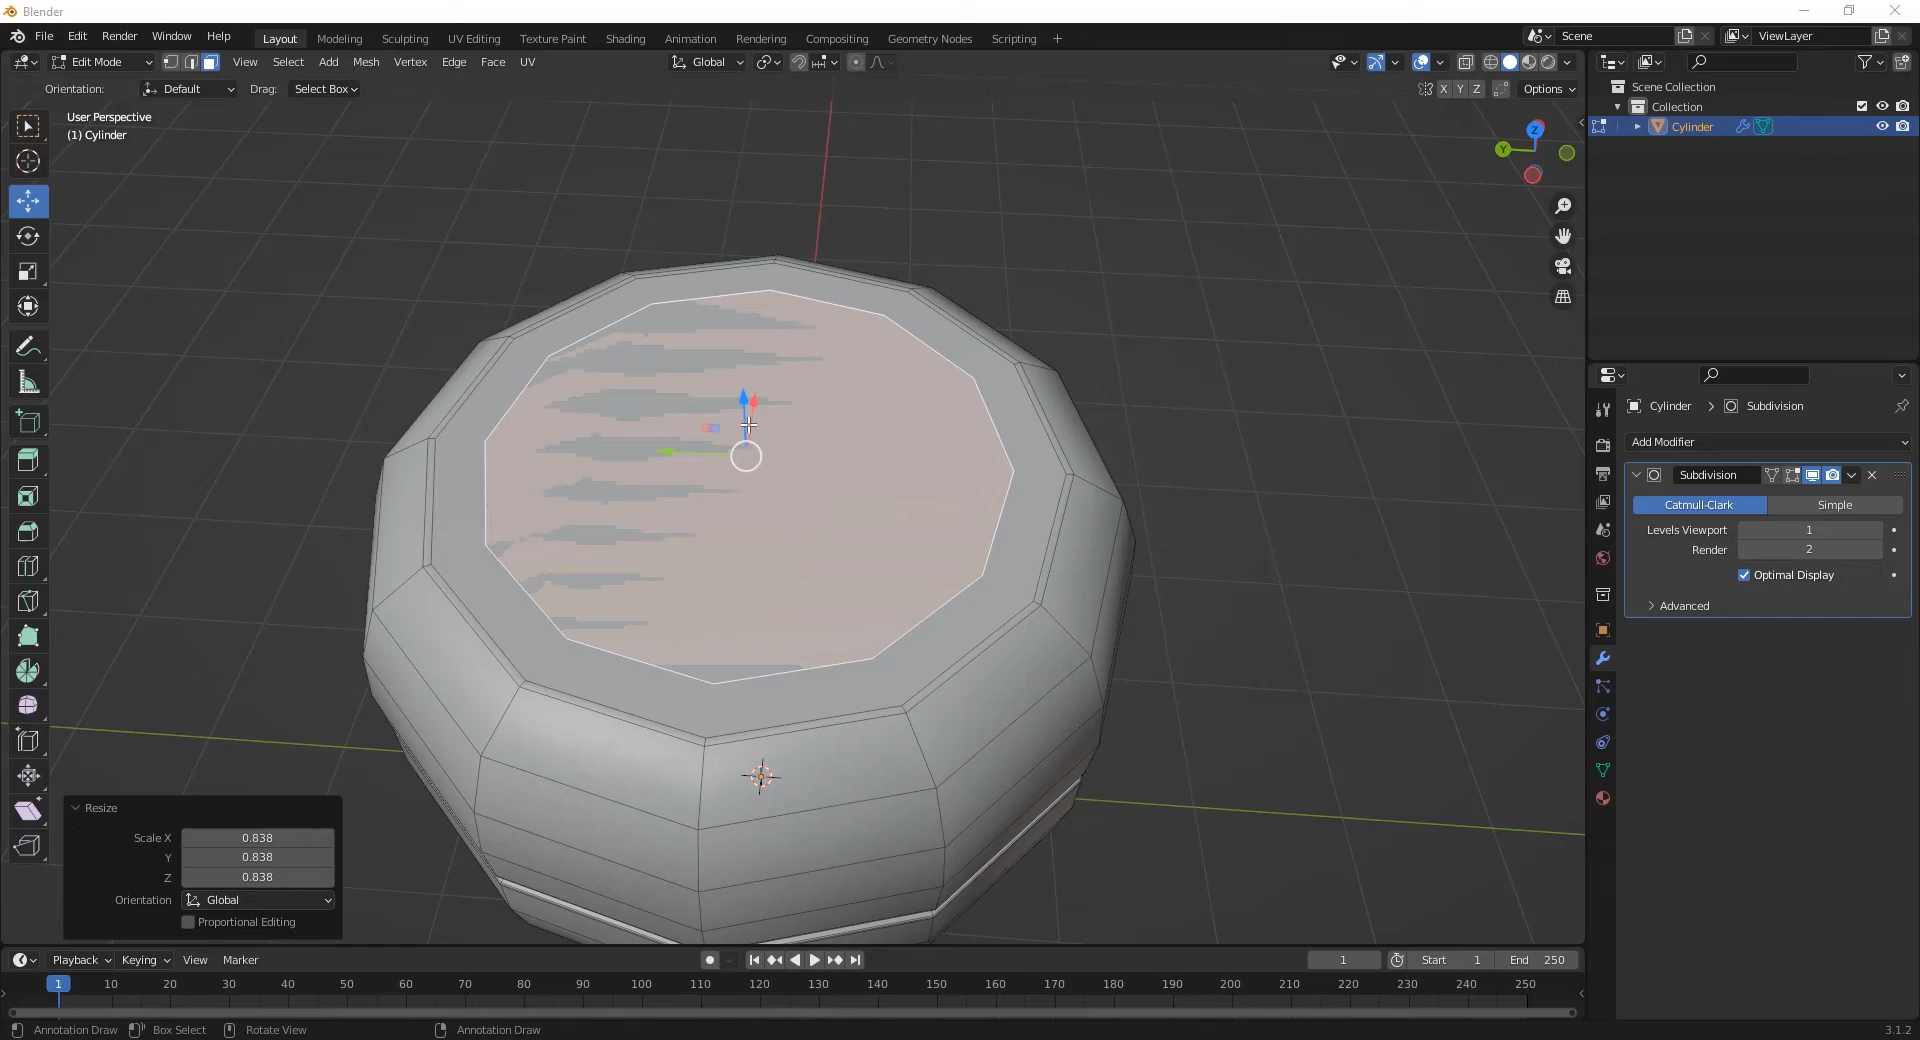 Blender
File Edit Render Window Help Layout Modeling Sculpting UV Editing Texture Paint Shading Animation Rendering Compositing Geometry Nodes Scripting + Scene ViewLayer
Edit Mode View Select Add Mesh Vertex Edge Face UV Global
Orientation: Default Drag: Select Box X Y Z Options
User Perspective
(1) Cylinder
Z
Y
Scene Collection
Collection
Cylinder
Cylinder > Subdivision
Add Modifier
Subdivision
Catmull-Clark Simple
Levels Viewport 1
Render 2
Optimal Display
Advanced
Resize
Scale X 0.838
Y 0.838
Z 0.838
Orientation Global
Proportional Editing
Playback Keying View Marker 1 Start 1 End 250
1 10 20 30 40 50 60 70 80 90 100 110 120 130 140 150 160 170 180 190 200 210 220 230 240 250
Annotation Draw Box Select Rotate View Annotation Draw 3.1.2